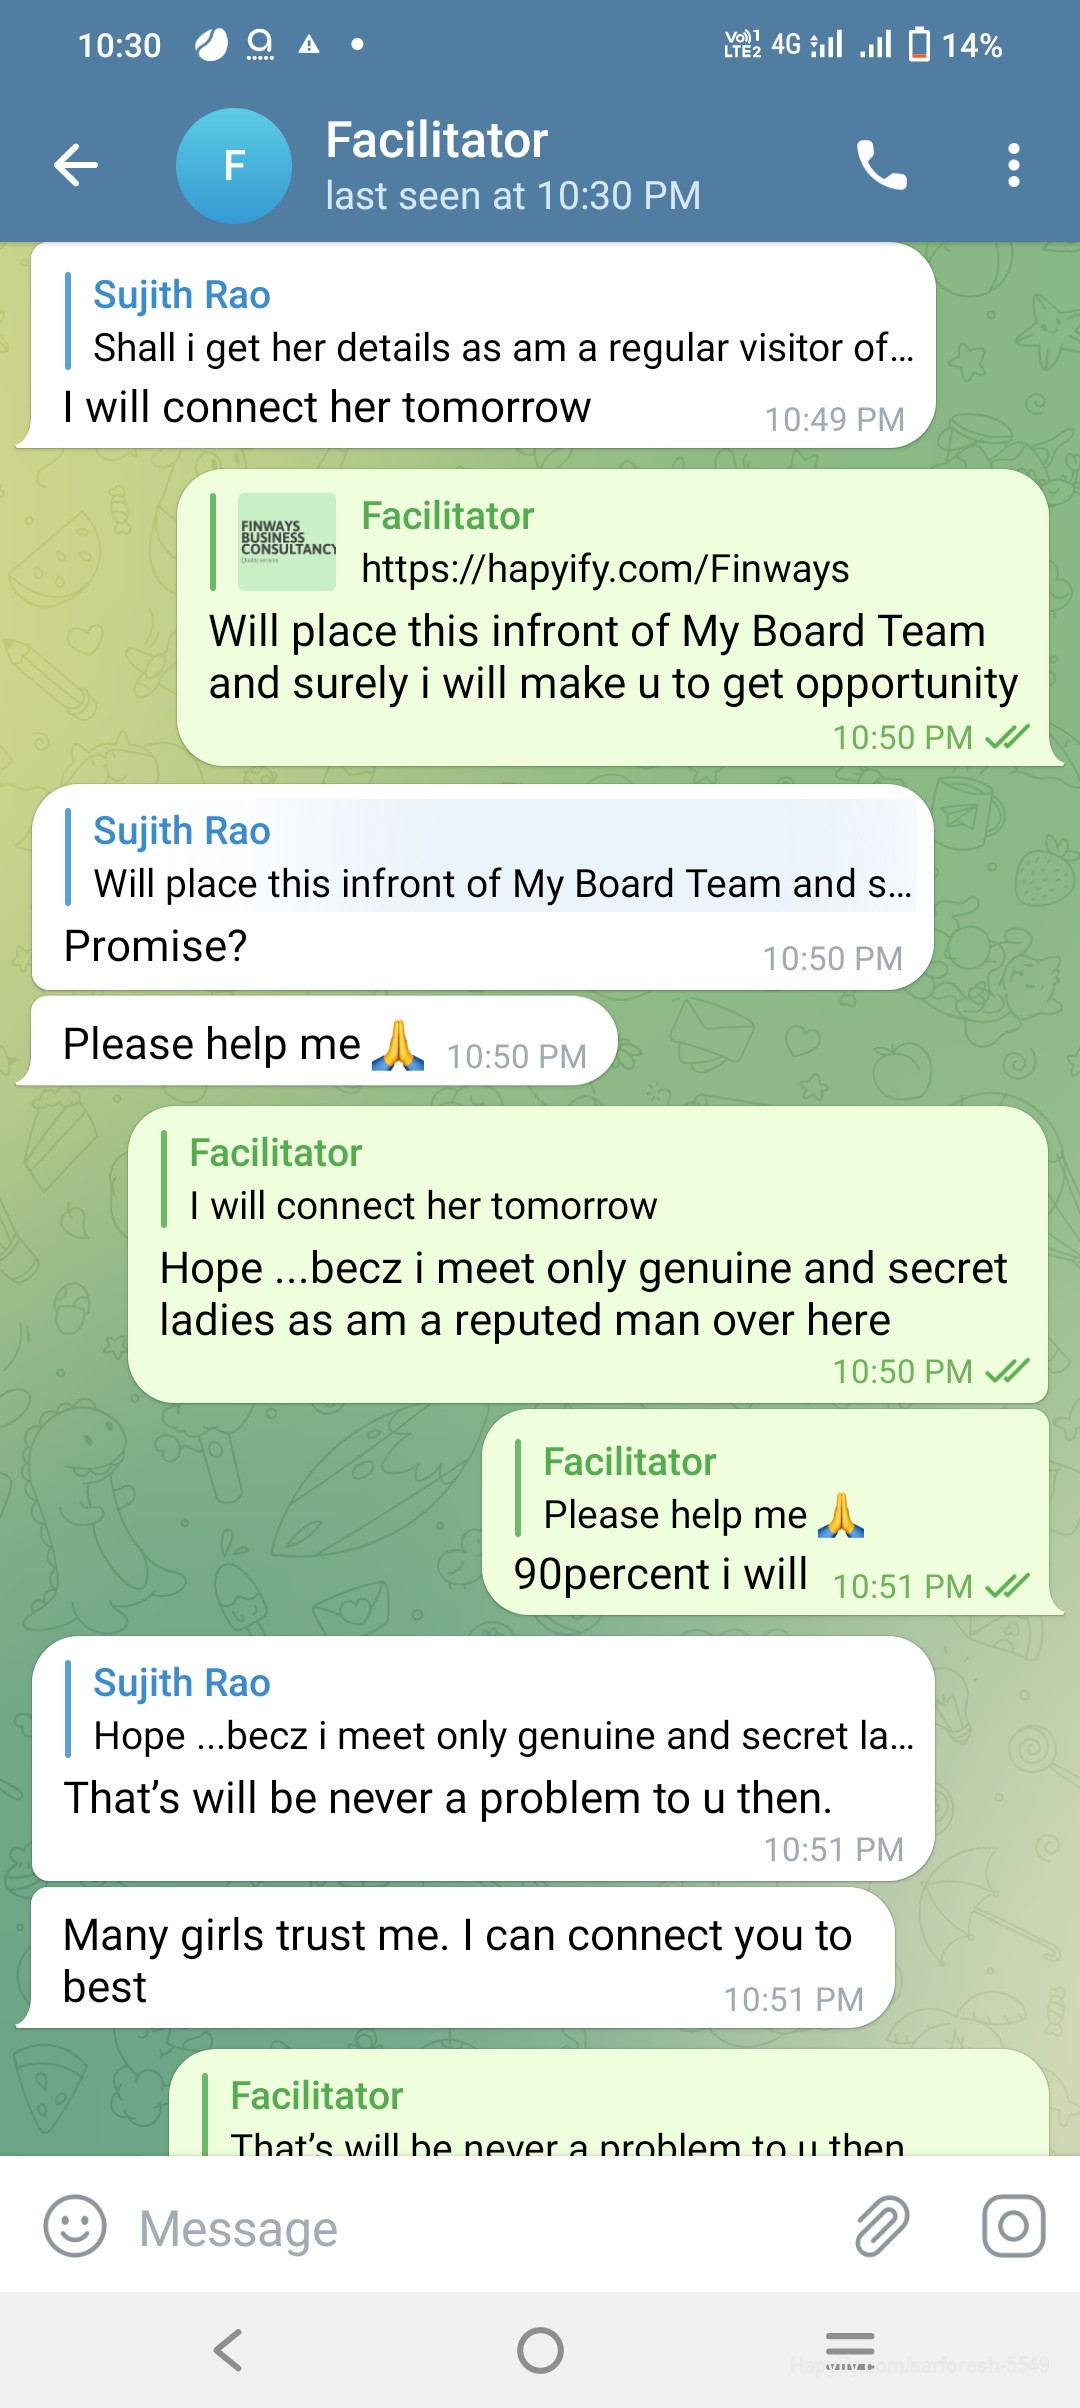 10:30
Vo)) 1
LTE2
4G
14%
F
Facilitator
last seen at 10:30 PM
Sujith Rao
Shall i get her details as am a regular visitor of...
I will connect her tomorrow
10:49 PM
FINWAYS
BUSINESS
CONSULTANCY
Quality services
Facilitator
https://hapyify.com/Finways
Will place this infront of My Board Team
and surely i will make u to get opportunity
10:50 PM
Sujith Rao
Will place this infront of My Board Team and s...
Promise?
10:50 PM
Please help me 🙏
10:50 PM
Facilitator
I will connect her tomorrow
Hope ...becz i meet only genuine and secret
ladies as am a reputed man over here
10:50 PM
Facilitator
Please help me 🙏
90percent i will
10:51 PM
Sujith Rao
Hope ...becz i meet only genuine and secret la...
That's will be never a problem to u then.
10:51 PM
Many girls trust me. I can connect you to
best
10:51 PM
Facilitator
That's will be never a problem to u then
Message